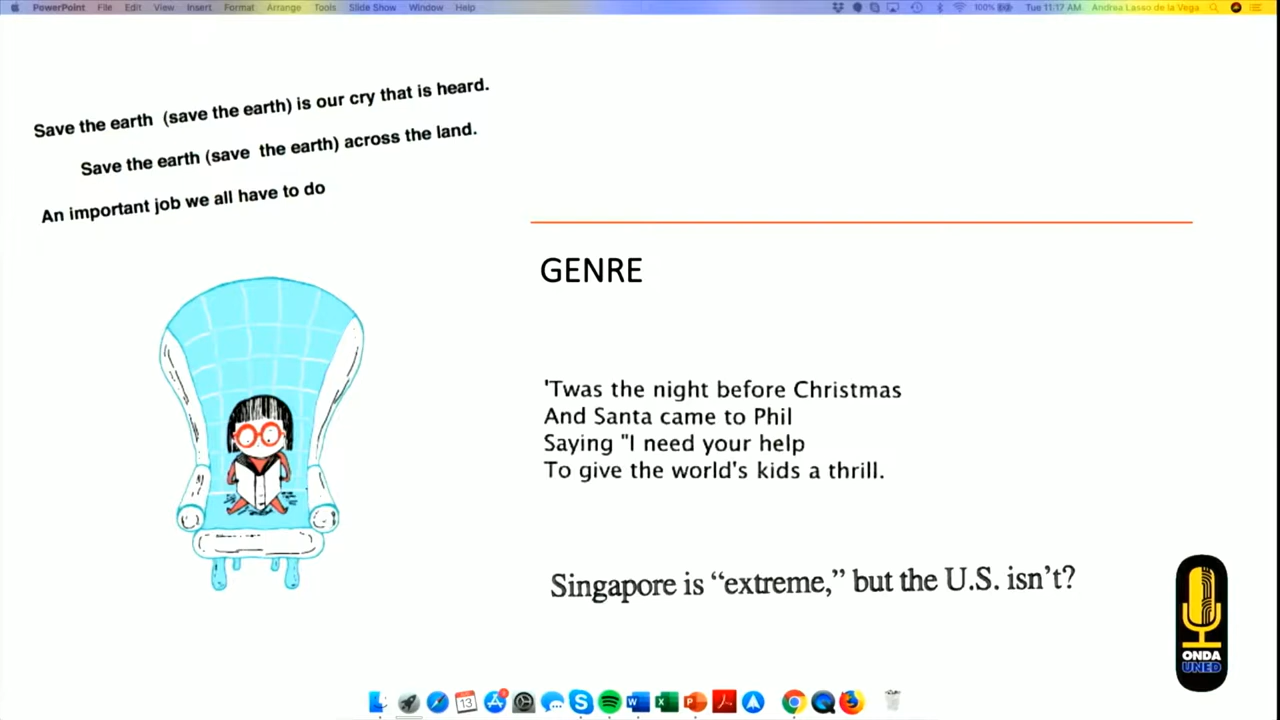 PowerPoint File Edit View Insert Format Arrange Tools Slide Show Window Help 100% Tue 11:17 AM Andrea Lasso de la Vega
Save the earth (save the earth) is our cry that is heard.
Save the earth (save the earth) across the land.
An important job we all have to do
GENRE
'Twas the night before Christmas
And Santa came to Phil
Saying "I need your help
To give the world's kids a thrill.
Singapore is “extreme,” but the U.S. isn’t?
ONDA
UNED
13